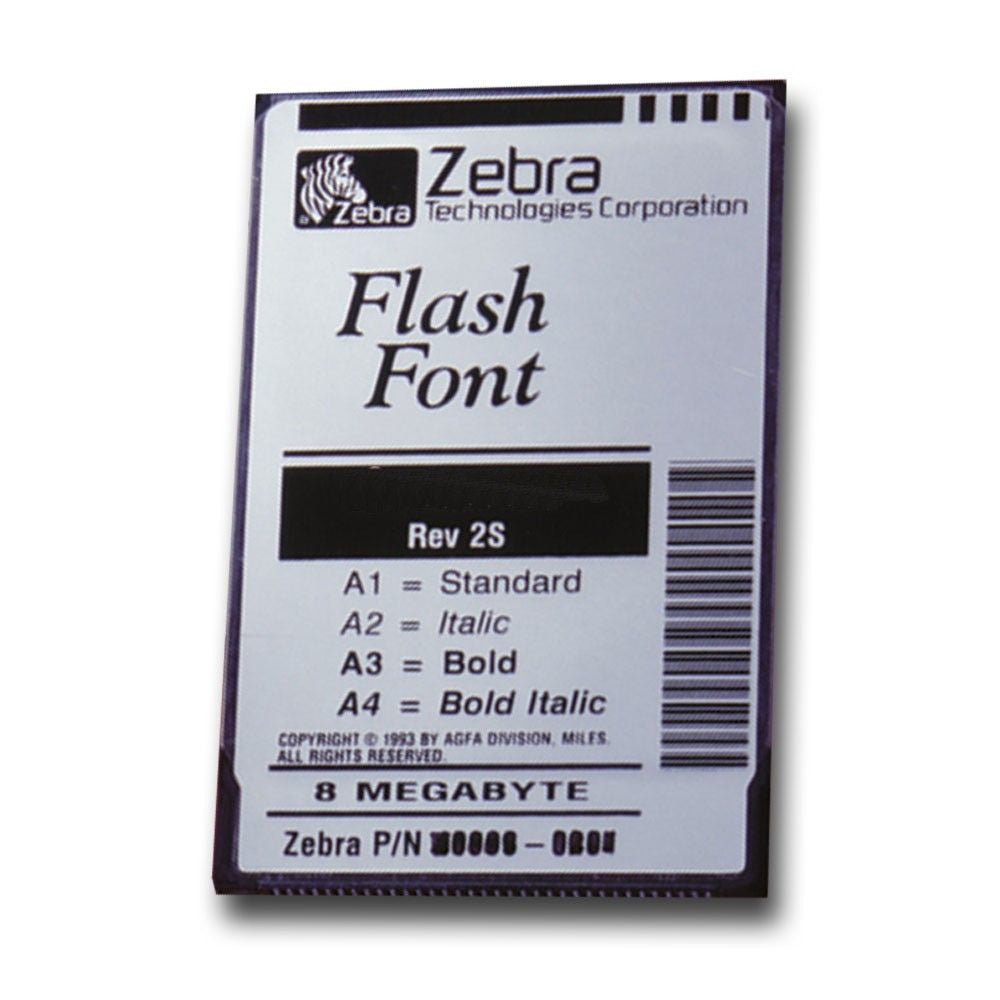 Zebra
Zebra
Technologies Corporation
Flash
Font
Rev 2S
A1 = Standard
A2 = Italic
A3 = Bold
A4 = Bold Italic
COPYRIGHT © 1993 BY AGFA DIVISION, MILES.
ALL RIGHTS RESERVED.
8 MEGABYTE
Zebra P/N